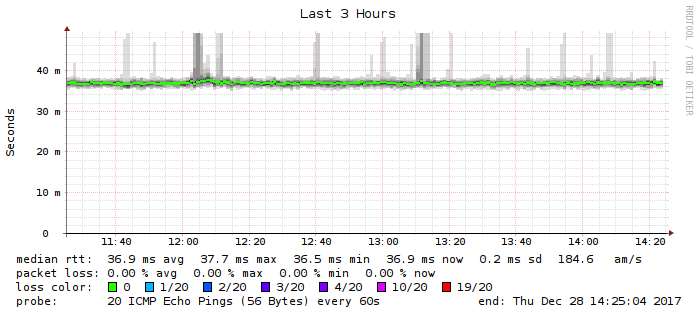 Last 3 Hours
RRDTOOL / TOBI OETIKER
Seconds
40 m
30 m
20 m
10 m
0
11:40 12:00 12:20 12:40 13:00 13:20 13:40 14:00 14:20
median rtt: 36.9 ms avg 37.7 ms max 36.5 ms min 36.9 ms now 0.2 ms sd 184.6 am/s
packet loss: 0.00 % avg 0.00 % max 0.00 % min 0.00 % now
loss color: 0 1/20 2/20 3/20 4/20 10/20 19/20
probe: 20 ICMP Echo Pings (56 Bytes) every 60s end: Thu Dec 28 14:25:04 2017